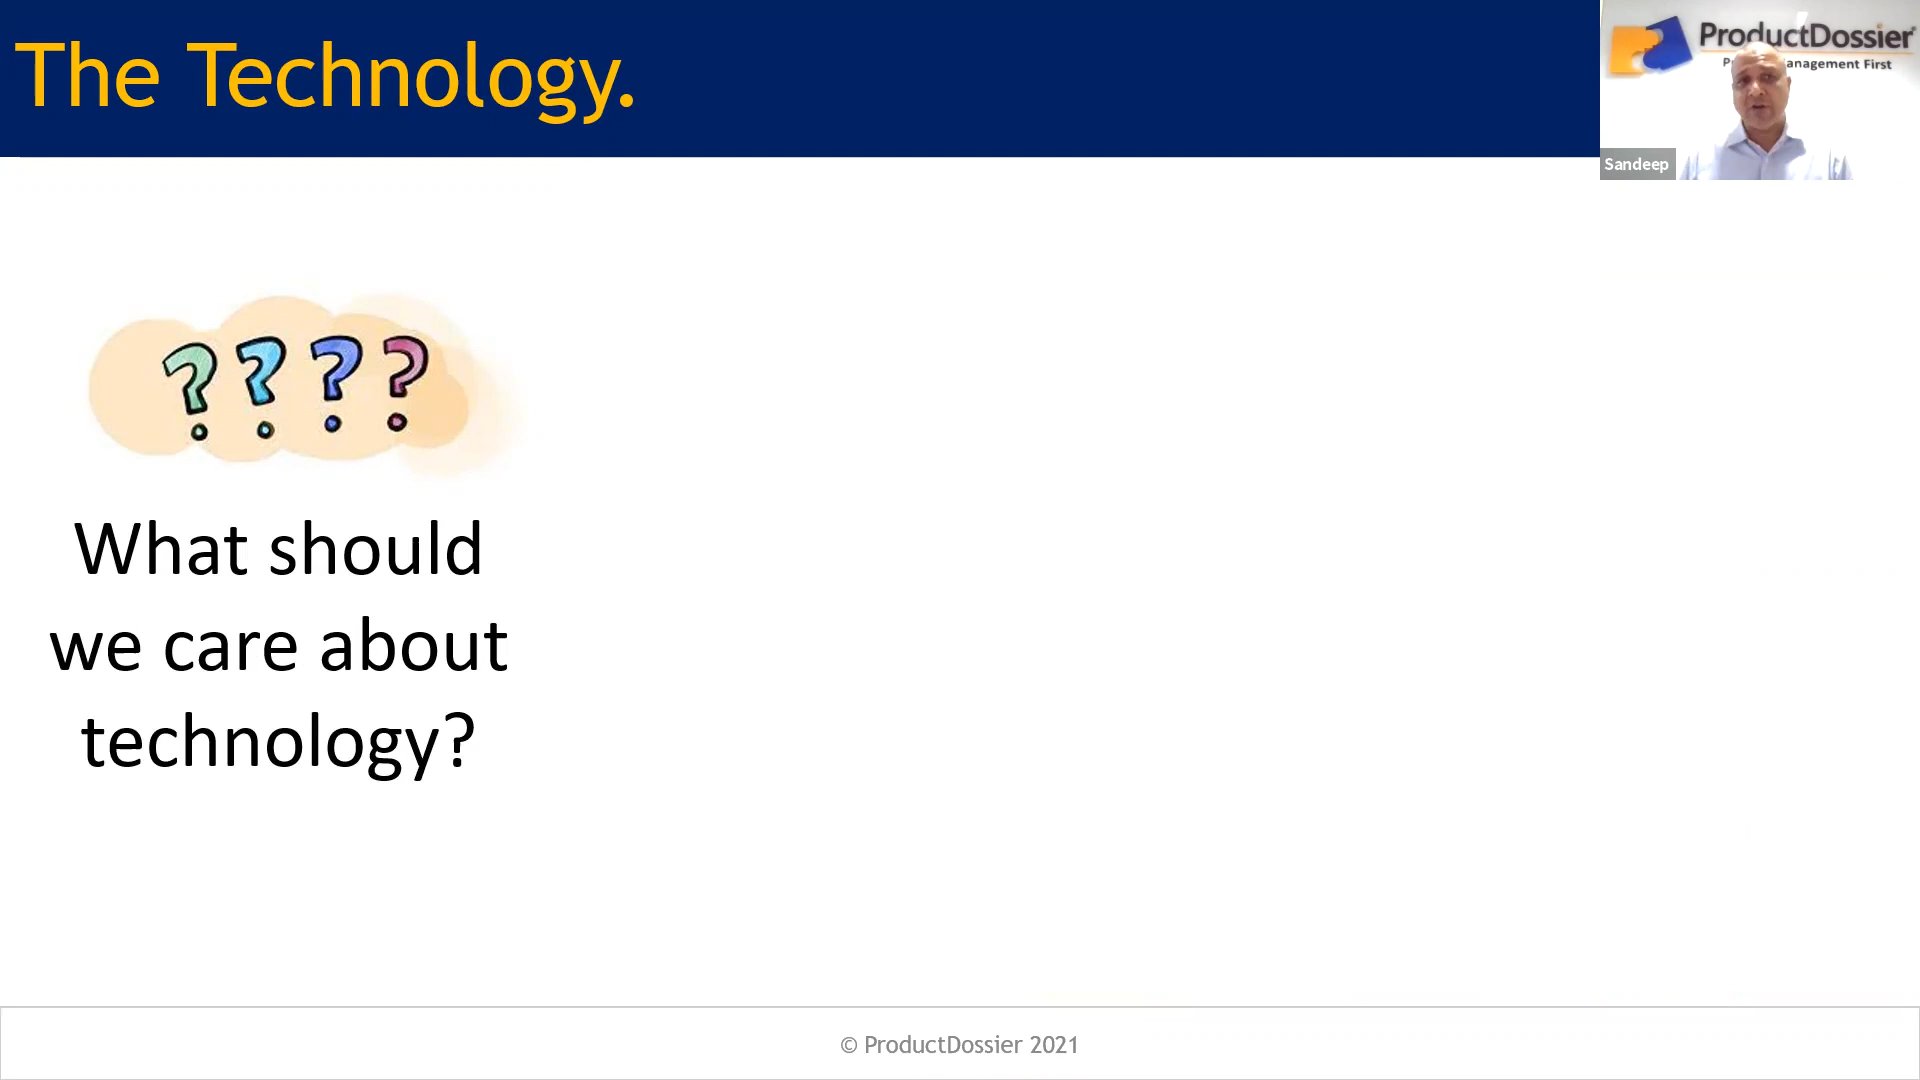 The Technology.
ProductDossier
anagement First
Sandeep
? ? ? ?
What should
we care about
technology?
© ProductDossier 2021